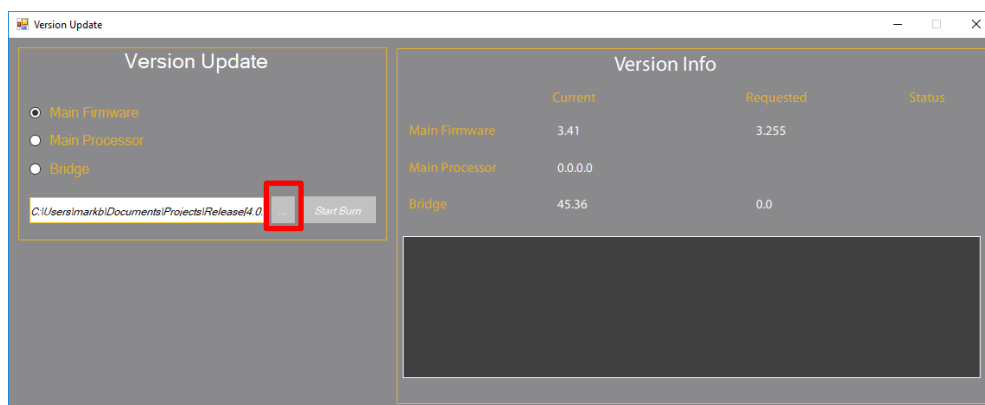 Version Update
Version Update
Main Firmware
Main Processor
Bridge
C:\Users\markb\Documents\Projects\Release[4.0. ... Start Burn
Version Info
Current Requested Status
Main Firmware 3.41 3.255
Main Processor 0.0.0.0
Bridge 45.36 0.0